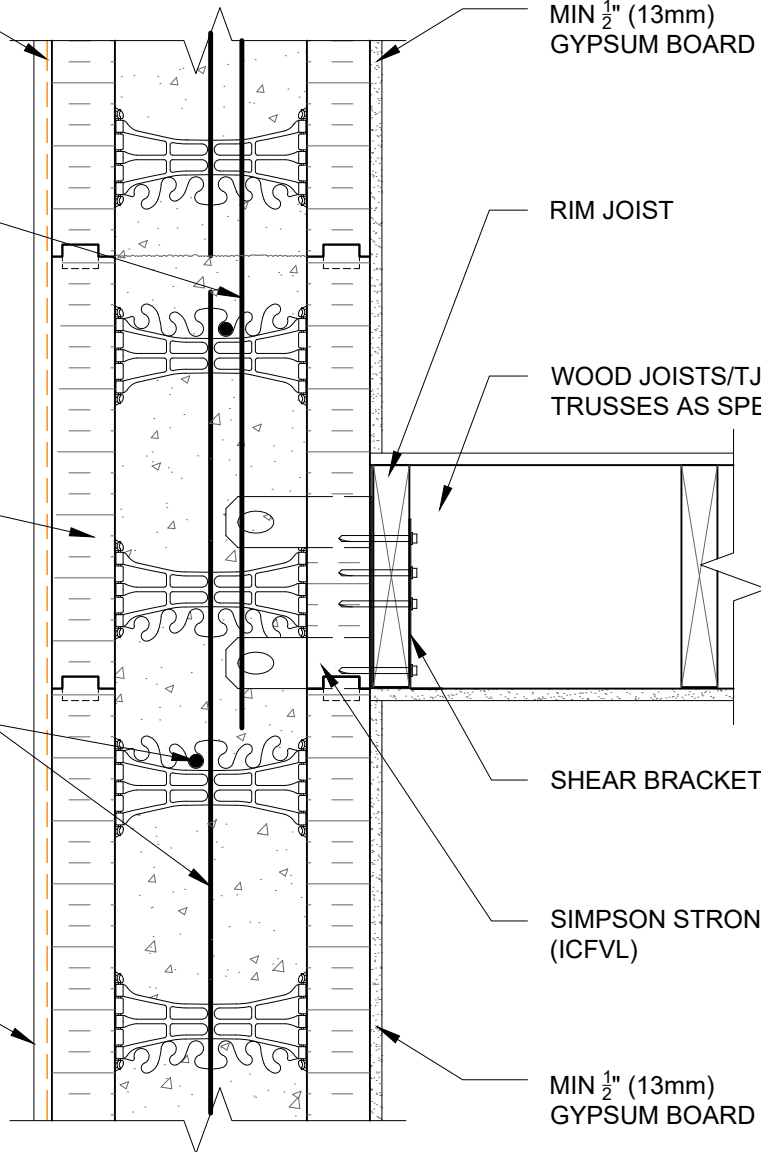 MIN 1/2" (13mm)
GYPSUM BOARD
RIM JOIST
WOOD JOISTS/TJ
TRUSSES AS SPE
SHEAR BRACKET
SIMPSON STRON
(ICFVL)
MIN 1/2" (13mm)
GYPSUM BOARD